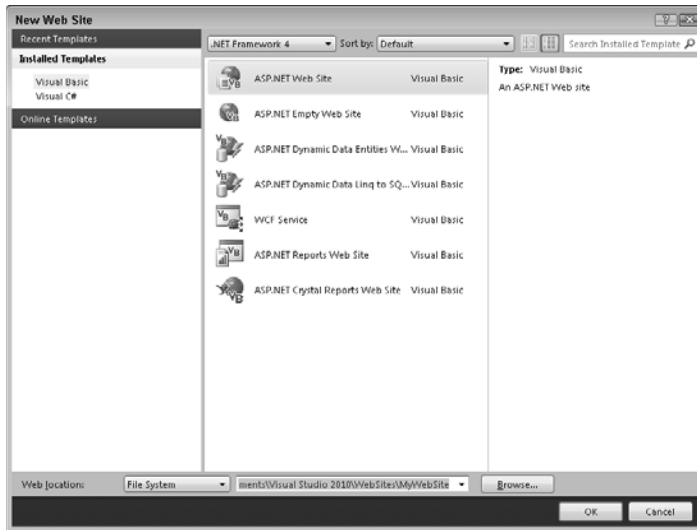 New Web Site
Recent Templates
Installed Templates
Visual Basic
Visual C#
Online Templates
.NET Framework 4
Sort by: Default
Search Installed Template
ASP.NET Web Site Visual Basic
ASP.NET Empty Web Site Visual Basic
ASP.NET Dynamic Data Entities W... Visual Basic
ASP.NET Dynamic Data Linq to SQ... Visual Basic
WCF Service Visual Basic
ASP.NET Reports Web Site Visual Basic
ASP.NET Crystal Reports Web Site Visual Basic
Type: Visual Basic
An ASP.NET Web site
Web location: File System ments\Visual Studio 2010\WebSites\MyWebSite Browse...
OK Cancel